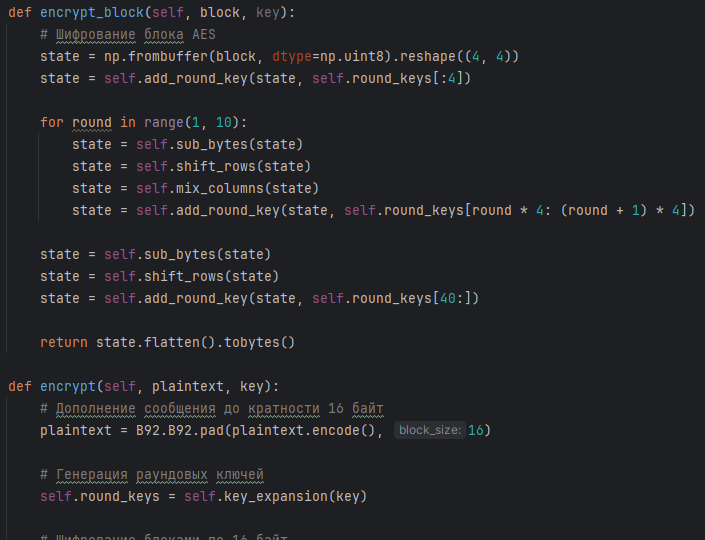 def encrypt_block(self, block, key):
    # Шифрование блока AES
    state = np.frombuffer(block, dtype=np.uint8).reshape((4, 4))
    state = self.add_round_key(state, self.round_keys[:4])
    for round in range(1, 10):
        state = self.sub_bytes(state)
        state = self.shift_rows(state)
        state = self.mix_columns(state)
        state = self.add_round_key(state, self.round_keys[round * 4: (round + 1) * 4])
    state = self.sub_bytes(state)
    state = self.shift_rows(state)
    state = self.add_round_key(state, self.round_keys[40:])
    return state.flatten().tobytes()
def encrypt(self, plaintext, key):
    # Дополнение сообщения до кратности 16 байт
    plaintext = B92.B92.pad(plaintext.encode(), block_size: 16)
    # Генерация раундовых ключей
    self.round_keys = self.key_expansion(key)
    # Шифрование блоками по 16 байт